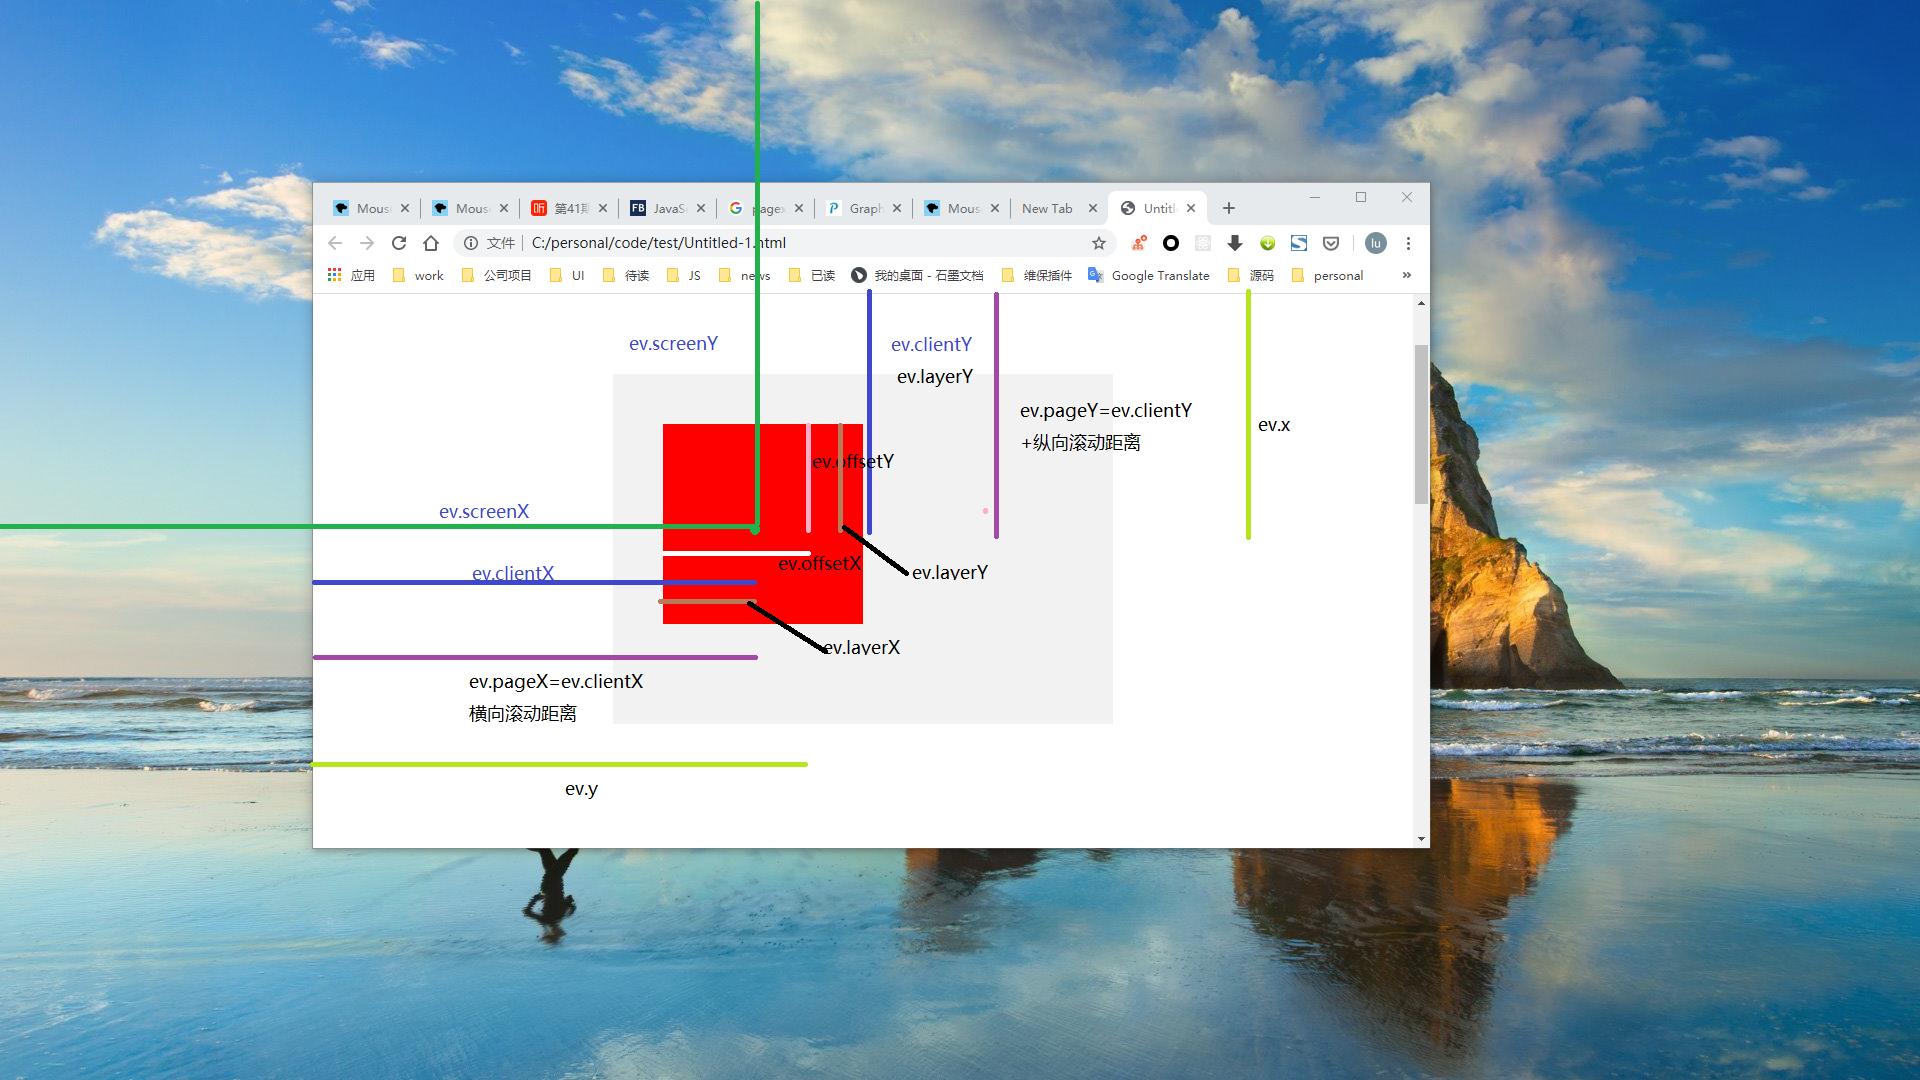 Mous
Mous
第41期
FB
JavaS
page
Graph
Mous
New Tab
Untitl
文件
C:/personal/code/test/Untitled-1.html
lu
应用
work
公司项目
UI
待读
JS
news
已读
我的桌面 - 石墨文档
维保插件
Google Translate
源码
personal
»
ev.screenY
ev.clientY
ev.layerY
ev.pageY=ev.clientY
+纵向滚动距离
ev.x
ev.offsetY
ev.screenX
ev.offsetX
ev.layerY
ev.clientX
ev.layerX
ev.pageX=ev.clientX
横向滚动距离
ev.y